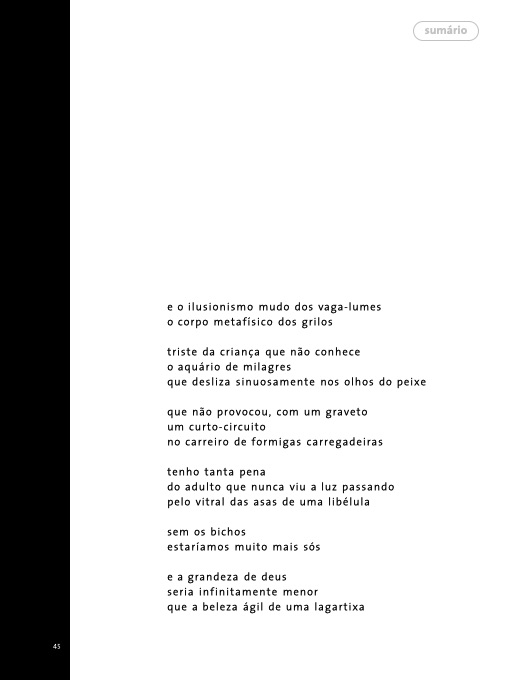 sumário
e o ilusionismo mudo dos vaga-lumes
o corpo metafísico dos grilos
triste da criança que não conhece
o aquário de milagres
que desliza sinuosamente nos olhos do peixe
que não provocou, com um graveto
um curto-circuito
no carreiro de formigas carregadeiras
tenho tanta pena
do adulto que nunca viu a luz passando
pelo vitral das asas de uma libélula
sem os bichos
estaríamos muito mais sós
e a grandeza de deus
seria infinitamente menor
que a beleza ágil de uma lagartixa
45